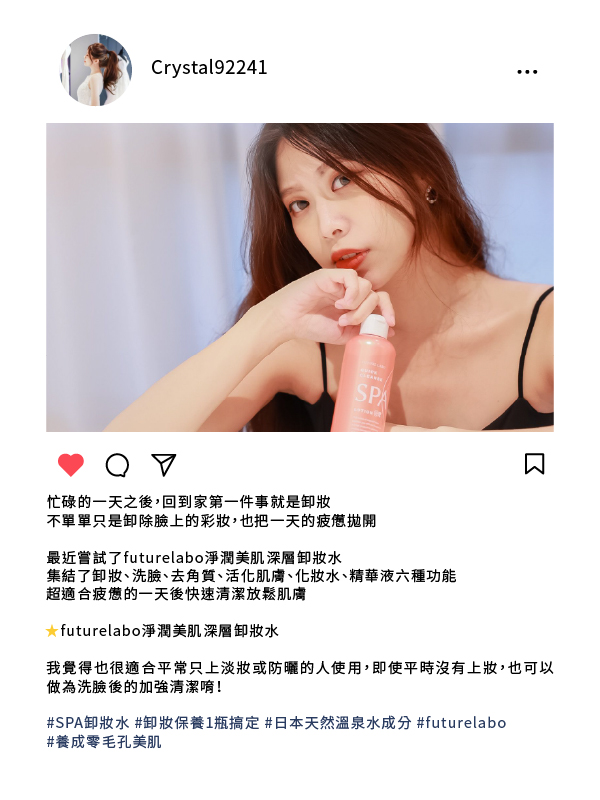 Crystal92241
SPA
忙碌的一天之後，回到家第一件事就是卸妝
不單單只是卸除臉上的彩妝，也把一天的疲憊拋開
最近嘗試了futurelabo淨潤美肌深層卸妝水
集結了卸妝、洗臉、去角質、活化肌膚、化妝水、精華液六種功能
超適合疲憊的一天後快速清潔放鬆肌膚
⭐futurelabo淨潤美肌深層卸妝水
我覺得也很適合平常只上淡妝或防曬的人使用，即使平時沒有上妝，也可以
做為洗臉後的加強清潔唷！
#SPA卸妝水 #卸妝保養1瓶搞定 #日本天然溫泉水成分 #futurelabo
#養成零毛孔美肌